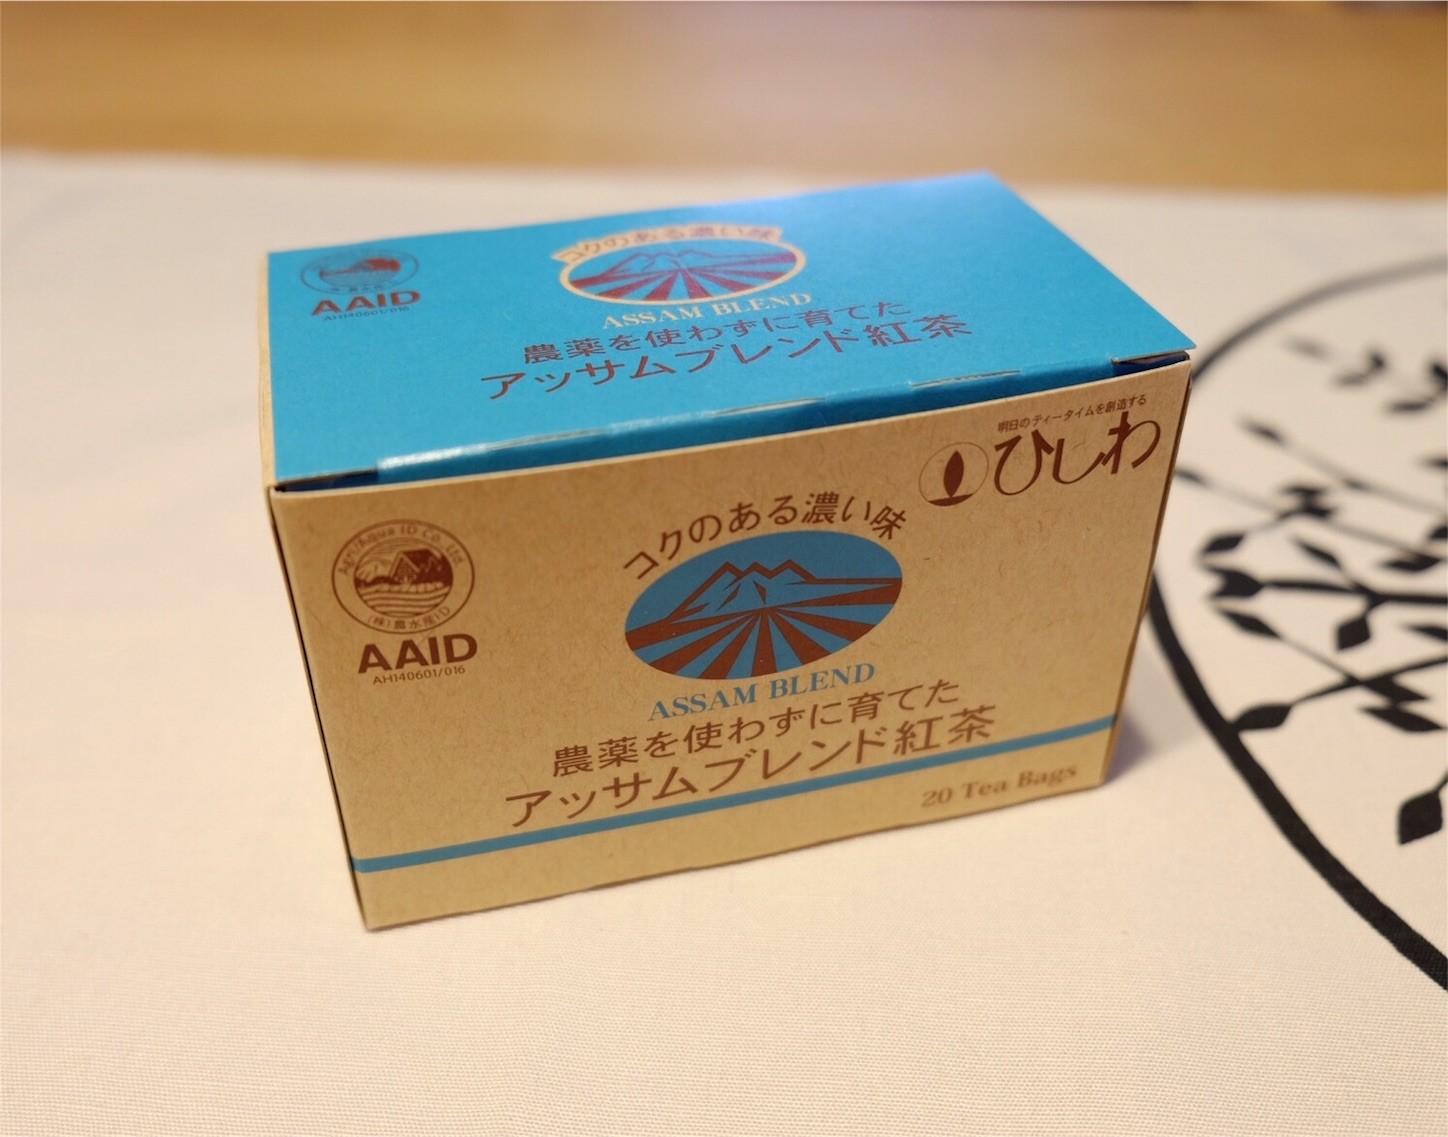 AAID
AH140601/016
コクのある濃い味
ASSAM BLEND
農薬を使わずに育てた
アッサムブレンド紅茶
明日のティータイムを創造する
ひしわ
Agri/Aqua ID Co., Ltd.
(株)農水産ID
AAID
AH140601/016
コクのある濃い味
ASSAM BLEND
農薬を使わずに育てた
アッサムブレンド紅茶
20 Tea Bags